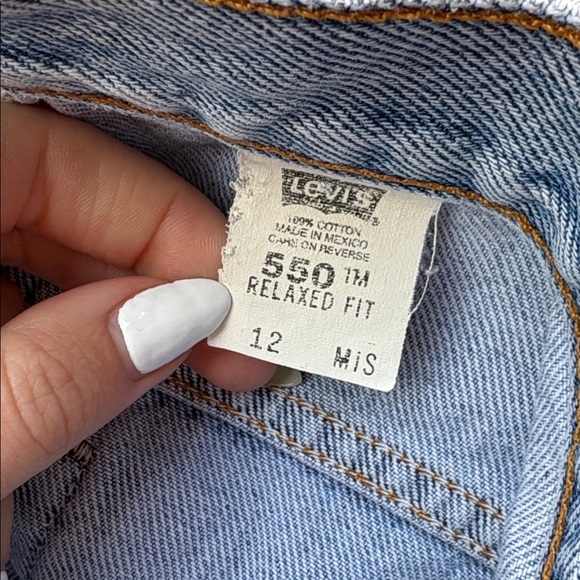 Levi's
100% COTTON
MADE IN MEXICO
CARE ON REVERSE
550 TM
RELAXED FIT
12 MiS